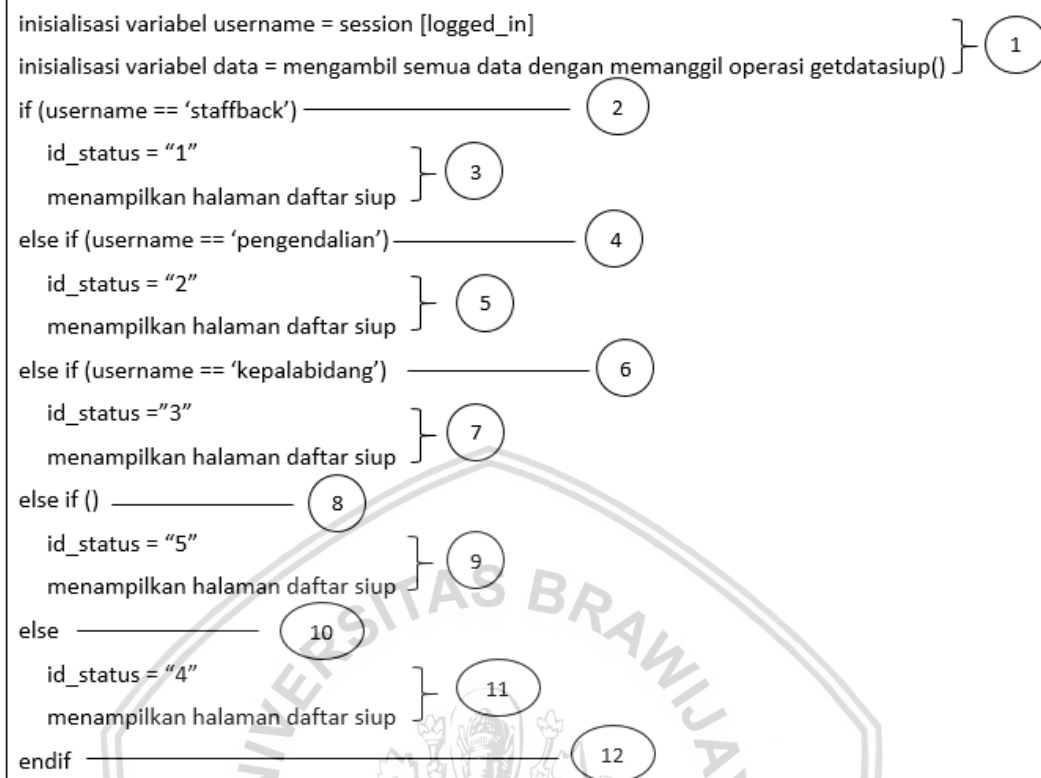 inisialisasi variabel username = session [logged_in]
1
inisialisasi variabel data = mengambil semua data dengan memanggil operasi getdatasiup()
if (username == ‘staffback’)
2
id_status = “1”
3
menampilkan halaman daftar siup
else if (username == ‘pengendalian’)
4
id_status = “2”
5
menampilkan halaman daftar siup
else if (username == ‘kepalabidang’)
6
id_status =”3”
7
menampilkan halaman daftar siup
else if ()
8
id_status = “5”
9
menampilkan halaman daftar siup
else
10
id_status = “4”
11
menampilkan halaman daftar siup
endif
12
IVERSITAS BRAWIJA